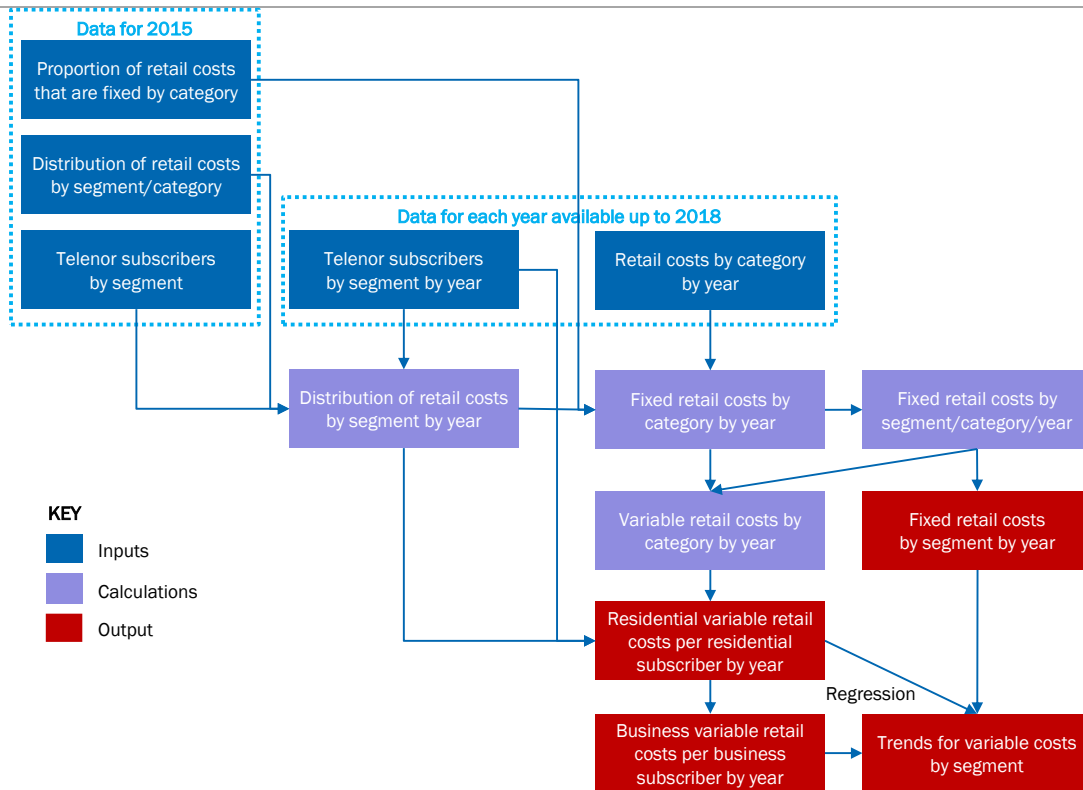 Data for 2015
Proportion of retail costs
that are fixed by category
Distribution of retail costs
by segment/category
Telenor subscribers
by segment
Data for each year available up to 2018
Telenor subscribers
by segment by year
Retail costs by category
by year
Distribution of retail costs
by segment by year
Fixed retail costs by
category by year
Fixed retail costs by
segment/category/year
Variable retail costs by
category by year
Fixed retail costs
by segment by year
KEY
Inputs
Calculations
Output
Residential variable retail
costs per residential
subscriber by year
Regression
Business variable retail
costs per business
subscriber by year
Trends for variable costs
by segment